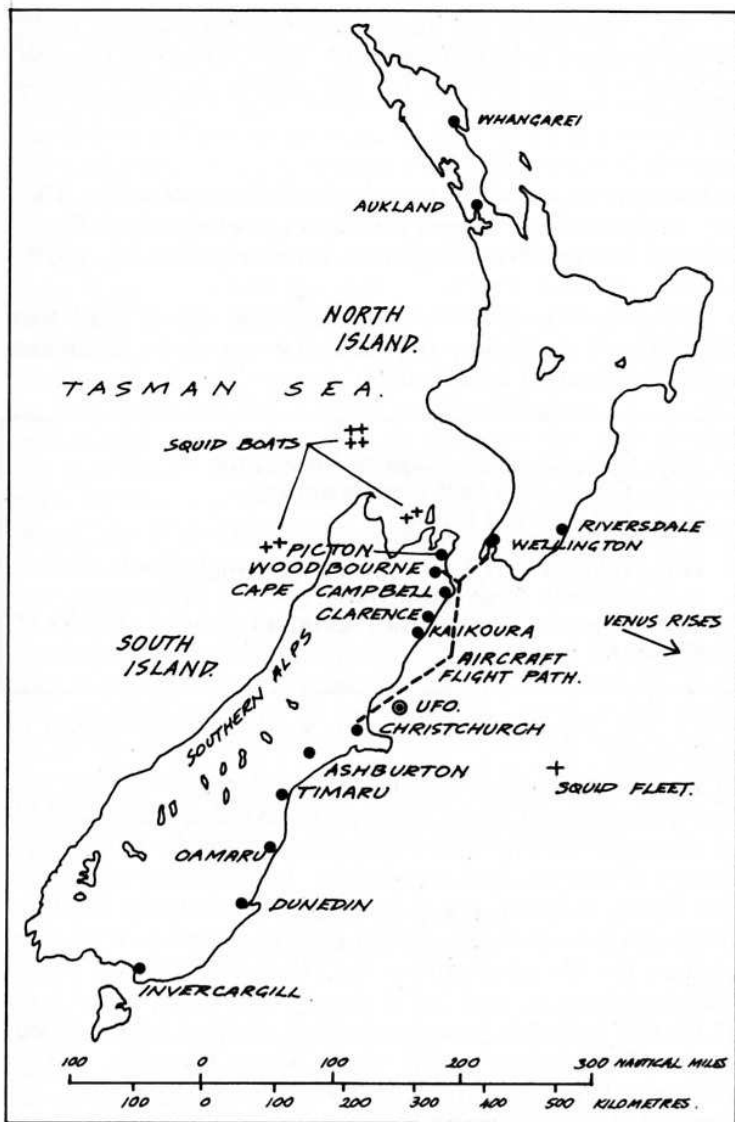 WHANGAREI
AUKLAND
NORTH
ISLAND.
TASMAN SEA.
SQUID BOATS
RIVERSDALE
WELLINGTON
PICTON
WOODBOURNE
CAPE CAMPBELL
CLARENCE
KAIKOURA
VENUS RISES
SOUTH
ISLAND.
AIRCRAFT
FLIGHT PATH.
SOUTHERN ALPS
UFO.
CHRISTCHURCH
ASHBURTON
SQUID FLEET.
TIMARU
OAMARU
DUNEDIN
INVERCARGILL
100 0 100 200 300 NAUTICAL MILES
100 0 100 200 300 400 500 KILOMETRES.